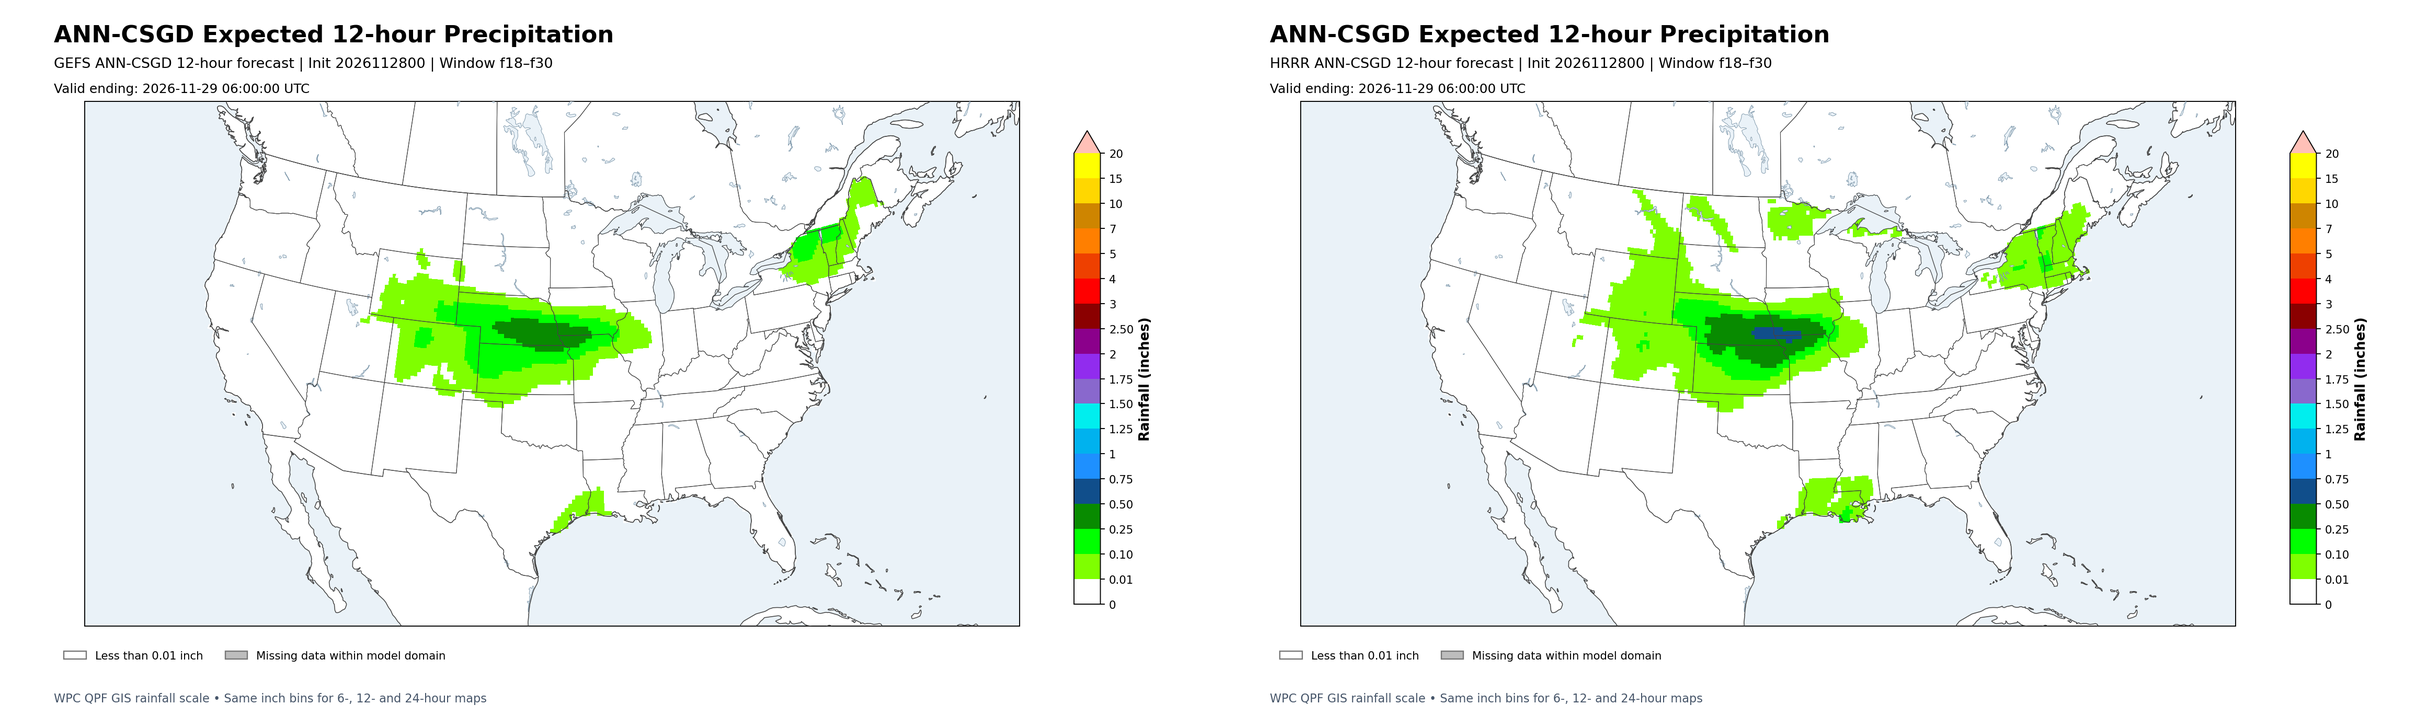 ANN-CSGD Expected 12-hour Precipitation
GEFS ANN-CSGD 12-hour forecast | Init 2026112800 | Window f18–f30
Valid ending: 2026-11-29 06:00:00 UTC
20
15
10
7
5
4
3
2.50
2
1.75
1.50
1.25
1
0.75
0.50
0.25
0.10
0.01
0
Rainfall (inches)
Less than 0.01 inch
Missing data within model domain
WPC QPF GIS rainfall scale • Same inch bins for 6-, 12- and 24-hour maps
ANN-CSGD Expected 12-hour Precipitation
HRRR ANN-CSGD 12-hour forecast | Init 2026112800 | Window f18–f30
Valid ending: 2026-11-29 06:00:00 UTC
20
15
10
7
5
4
3
2.50
2
1.75
1.50
1.25
1
0.75
0.50
0.25
0.10
0.01
0
Rainfall (inches)
Less than 0.01 inch
Missing data within model domain
WPC QPF GIS rainfall scale • Same inch bins for 6-, 12- and 24-hour maps